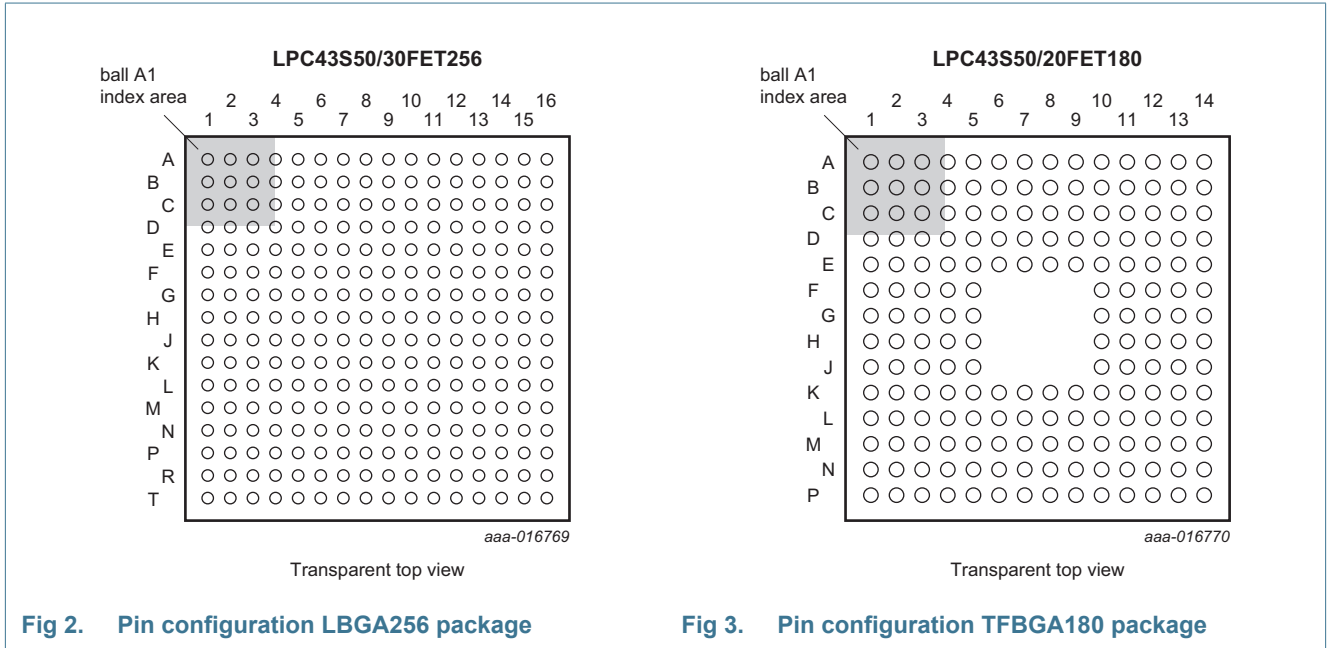 LPC43S50/30FET256
ball A1
index area
2 4 6 8 10 12 14 16
1 3 5 7 9 11 13 15
A
B
C
D
E
F
G
H
J
K
L
M
N
P
R
T
aaa-016769
Transparent top view
Fig 2. Pin configuration LBGA256 package
LPC43S50/20FET180
ball A1
index area
2 4 6 8 10 12 14
1 3 5 7 9 11 13
A
B
C
D
E
F
G
H
J
K
L
M
N
P
aaa-016770
Transparent top view
Fig 3. Pin configuration TFBGA180 package